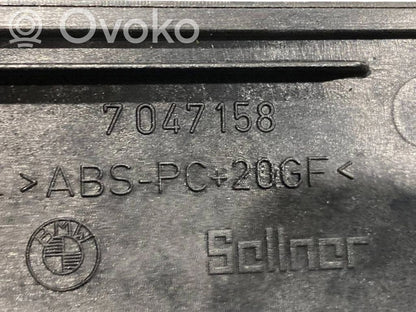 Ovoko
7047158
>ABS-PC+20GF<
BMW
Sellner